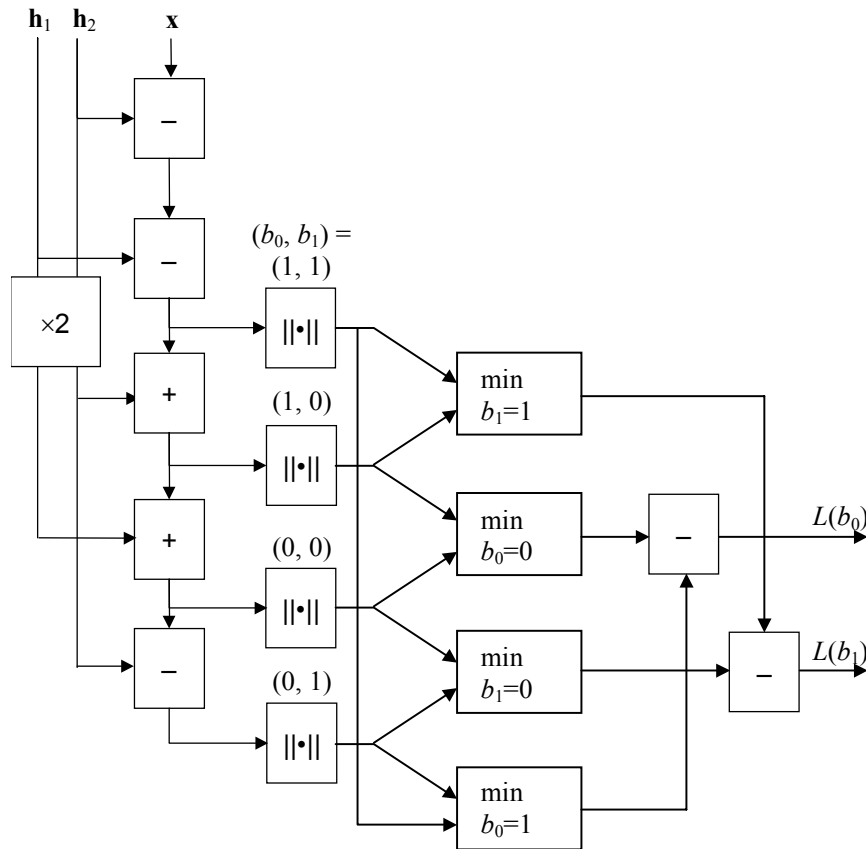 h₁ h₂ x
–
–
(b₀, b₁) =
(1, 1)
×2
||•||
min
b₁=1
+
(1, 0)
||•||
min
b₀=0
–
L(b₀)
+
(0, 0)
||•||
min
b₁=0
–
L(b₁)
–
(0, 1)
||•||
min
b₀=1